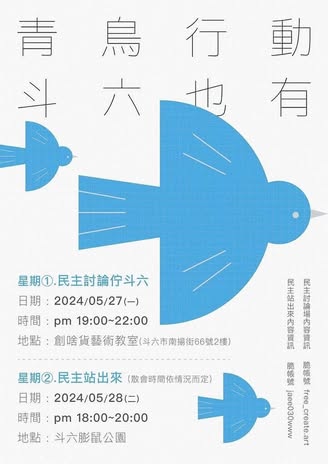 青鳥行動
斗六也有
星期①.民主討論佇斗六
日期：2024/05/27(一)
時間：pm 19:00~22:00
地點：創啥貨藝術教室(斗六市南揚街66號2樓)
星期②.民主站出來（散會時間依情況而定）
日期：2024/05/28(二)
時間：pm 18:00~20:00
地點：斗六膨鼠公園
民主討論場內容資訊 脆帳號 free_create.art
民主站出來內容資訊 脆帳號 jaee030www